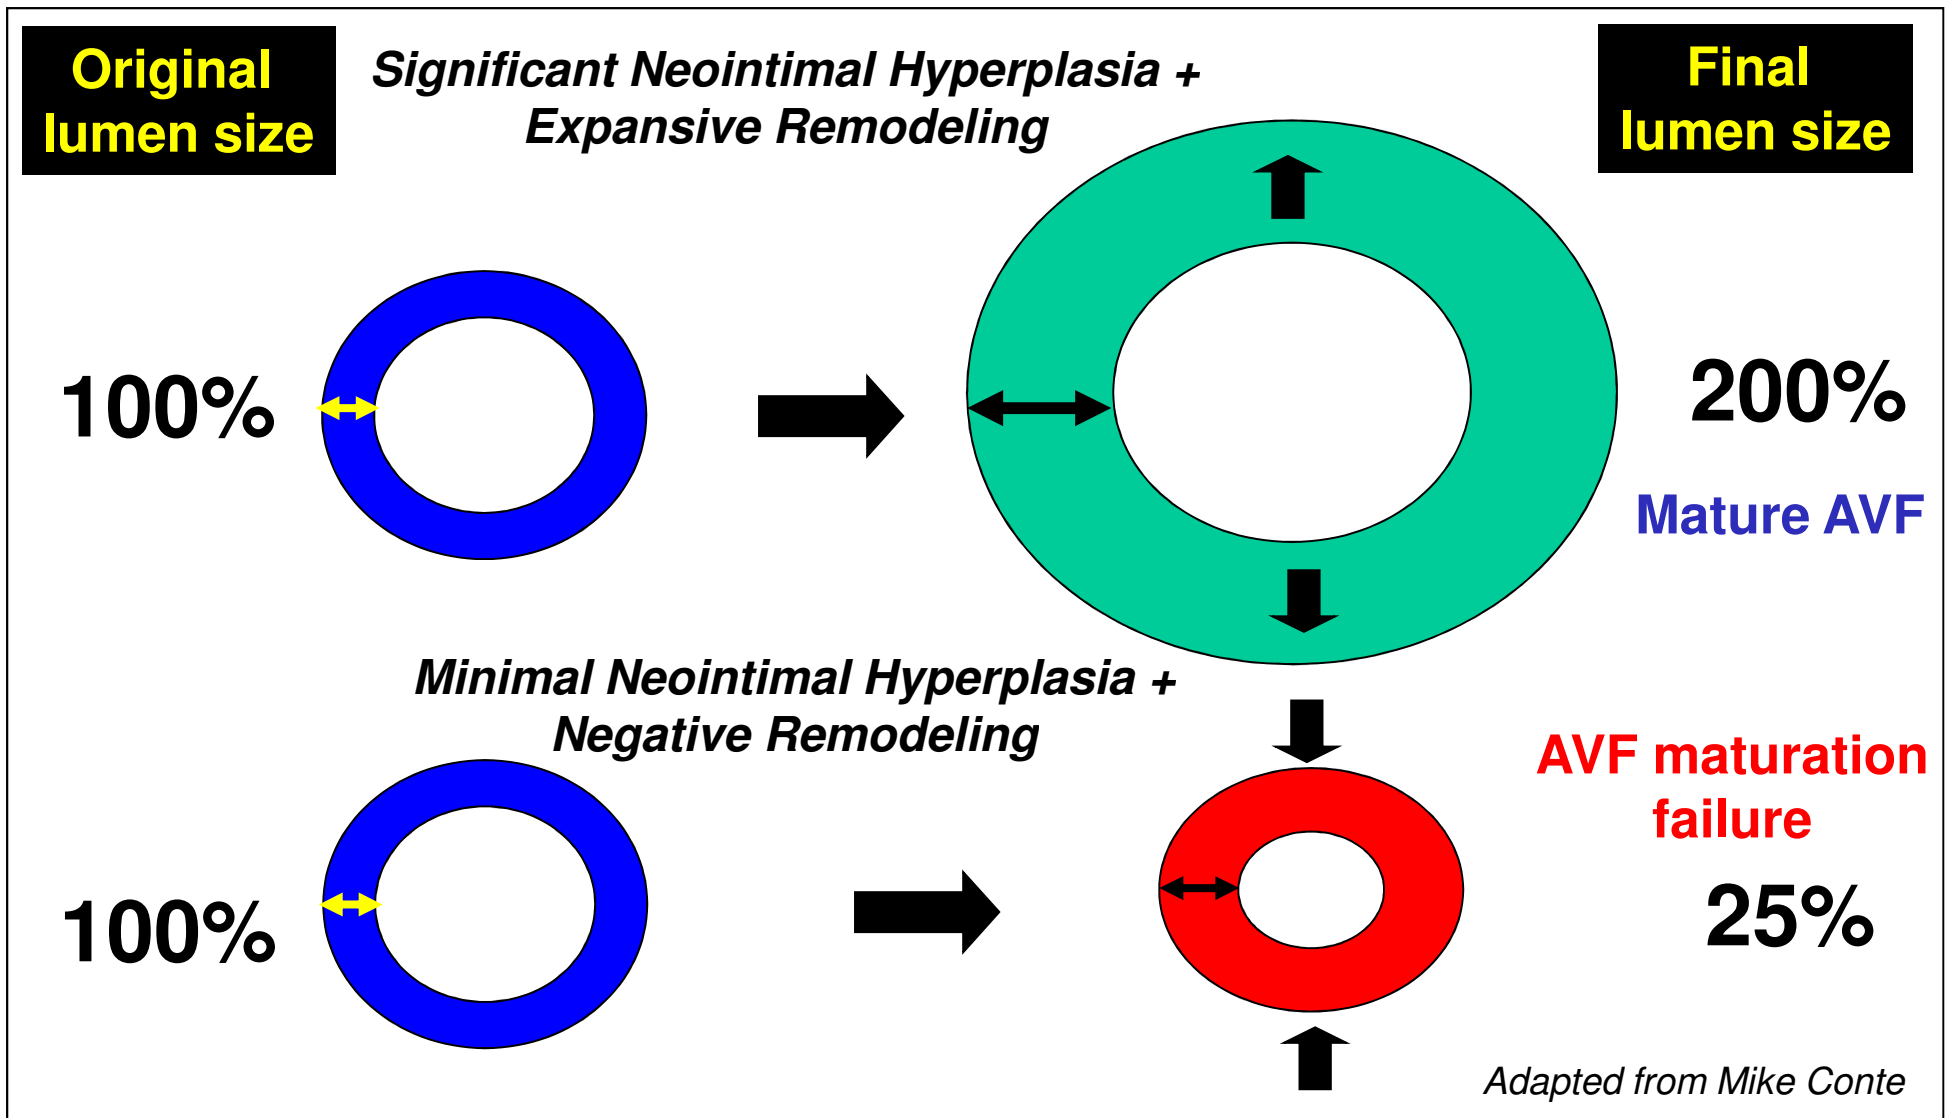 Original
lumen size
Significant Neointimal Hyperplasia +
Expansive Remodeling
Final
lumen size
100%
200%
Mature AVF
Minimal Neointimal Hyperplasia +
Negative Remodeling
AVF maturation
failure
100%
25%
Adapted from Mike Conte